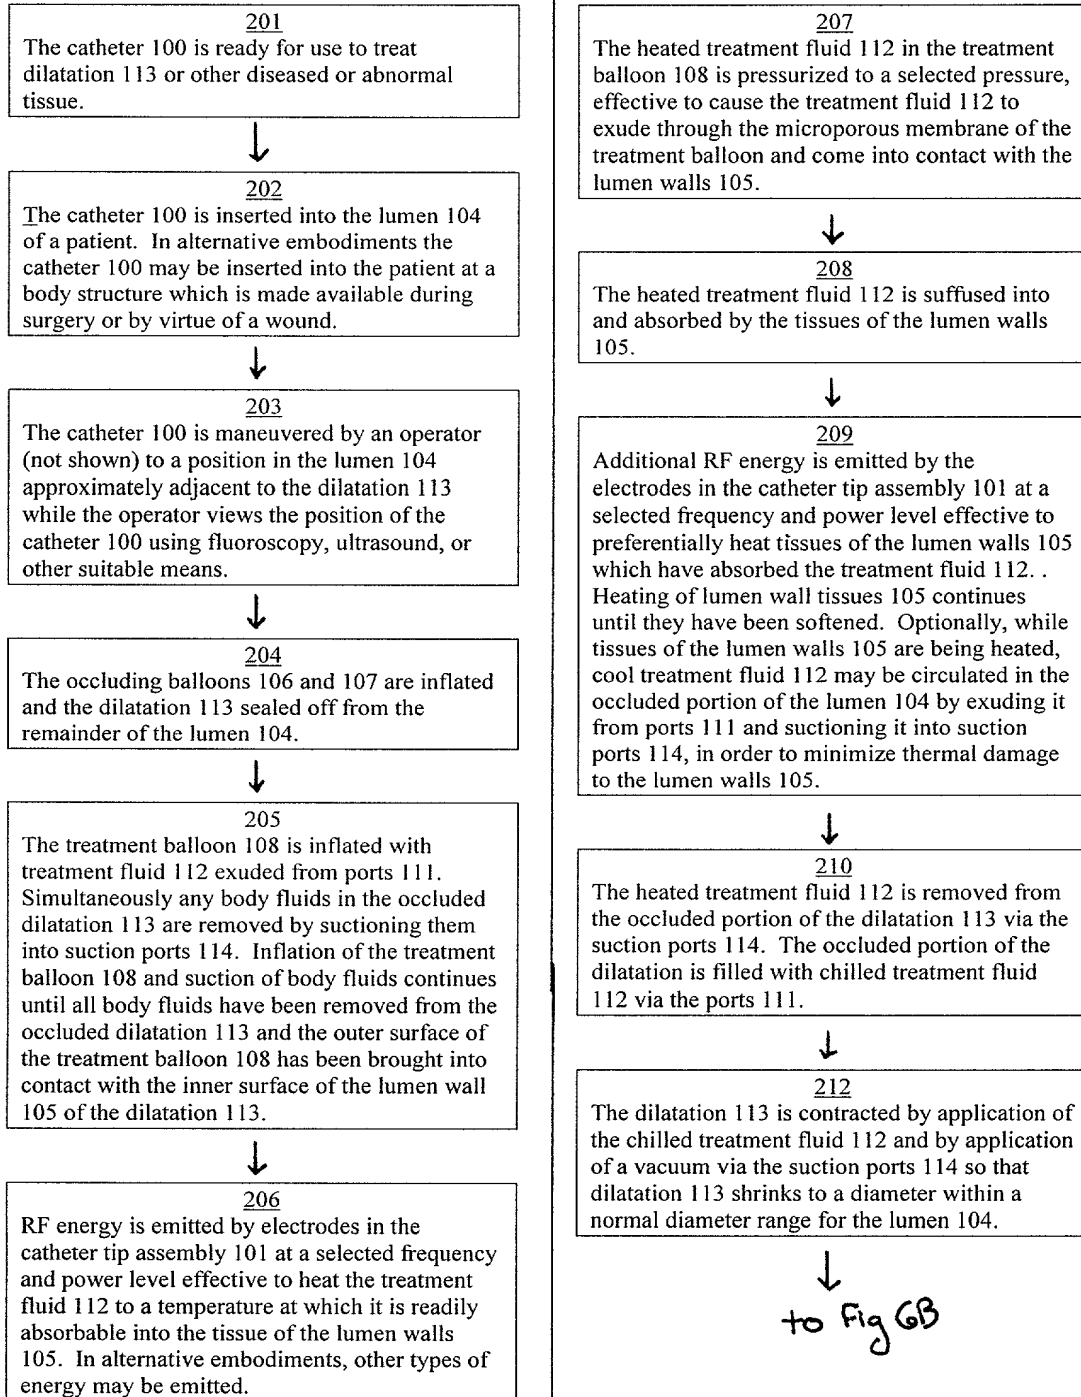 201
The catheter 100 is ready for use to treat
dilatation 113 or other diseased or abnormal
tissue.
202
The catheter 100 is inserted into the lumen 104
of a patient. In alternative embodiments the
catheter 100 may be inserted into the patient at a
body structure which is made available during
surgery or by virtue of a wound.
203
The catheter 100 is maneuvered by an operator
(not shown) to a position in the lumen 104
approximately adjacent to the dilatation 113
while the operator views the position of the
catheter 100 using fluoroscopy, ultrasound, or
other suitable means.
204
The occluding balloons 106 and 107 are inflated
and the dilatation 113 sealed off from the
remainder of the lumen 104.
205
The treatment balloon 108 is inflated with
treatment fluid 112 exuded from ports 111.
Simultaneously any body fluids in the occluded
dilatation 113 are removed by suctioning them
into suction ports 114. Inflation of the treatment
balloon 108 and suction of body fluids continues
until all body fluids have been removed from the
occluded dilatation 113 and the outer surface of
the treatment balloon 108 has been brought into
contact with the inner surface of the lumen wall
105 of the dilatation 113.
206
RF energy is emitted by electrodes in the
catheter tip assembly 101 at a selected frequency
and power level effective to heat the treatment
fluid 112 to a temperature at which it is readily
absorbable into the tissue of the lumen walls
105. In alternative embodiments, other types of
energy may be emitted.
207
The heated treatment fluid 112 in the treatment
balloon 108 is pressurized to a selected pressure,
effective to cause the treatment fluid 112 to
exude through the microporous membrane of the
treatment balloon and come into contact with the
lumen walls 105.
208
The heated treatment fluid 112 is suffused into
and absorbed by the tissues of the lumen walls
105.
209
Additional RF energy is emitted by the
electrodes in the catheter tip assembly 101 at a
selected frequency and power level effective to
preferentially heat tissues of the lumen walls 105
which have absorbed the treatment fluid 112. .
Heating of lumen wall tissues 105 continues
until they have been softened. Optionally, while
tissues of the lumen walls 105 are being heated,
cool treatment fluid 112 may be circulated in the
occluded portion of the lumen 104 by exuding it
from ports 111 and suctioning it into suction
ports 114, in order to minimize thermal damage
to the lumen walls 105.
210
The heated treatment fluid 112 is removed from
the occluded portion of the dilatation 113 via the
suction ports 114. The occluded portion of the
dilatation is filled with chilled treatment fluid
112 via the ports 111.
212
The dilatation 113 is contracted by application of
the chilled treatment fluid 112 and by application
of a vacuum via the suction ports 114 so that
dilatation 113 shrinks to a diameter within a
normal diameter range for the lumen 104.
to Fig 6B